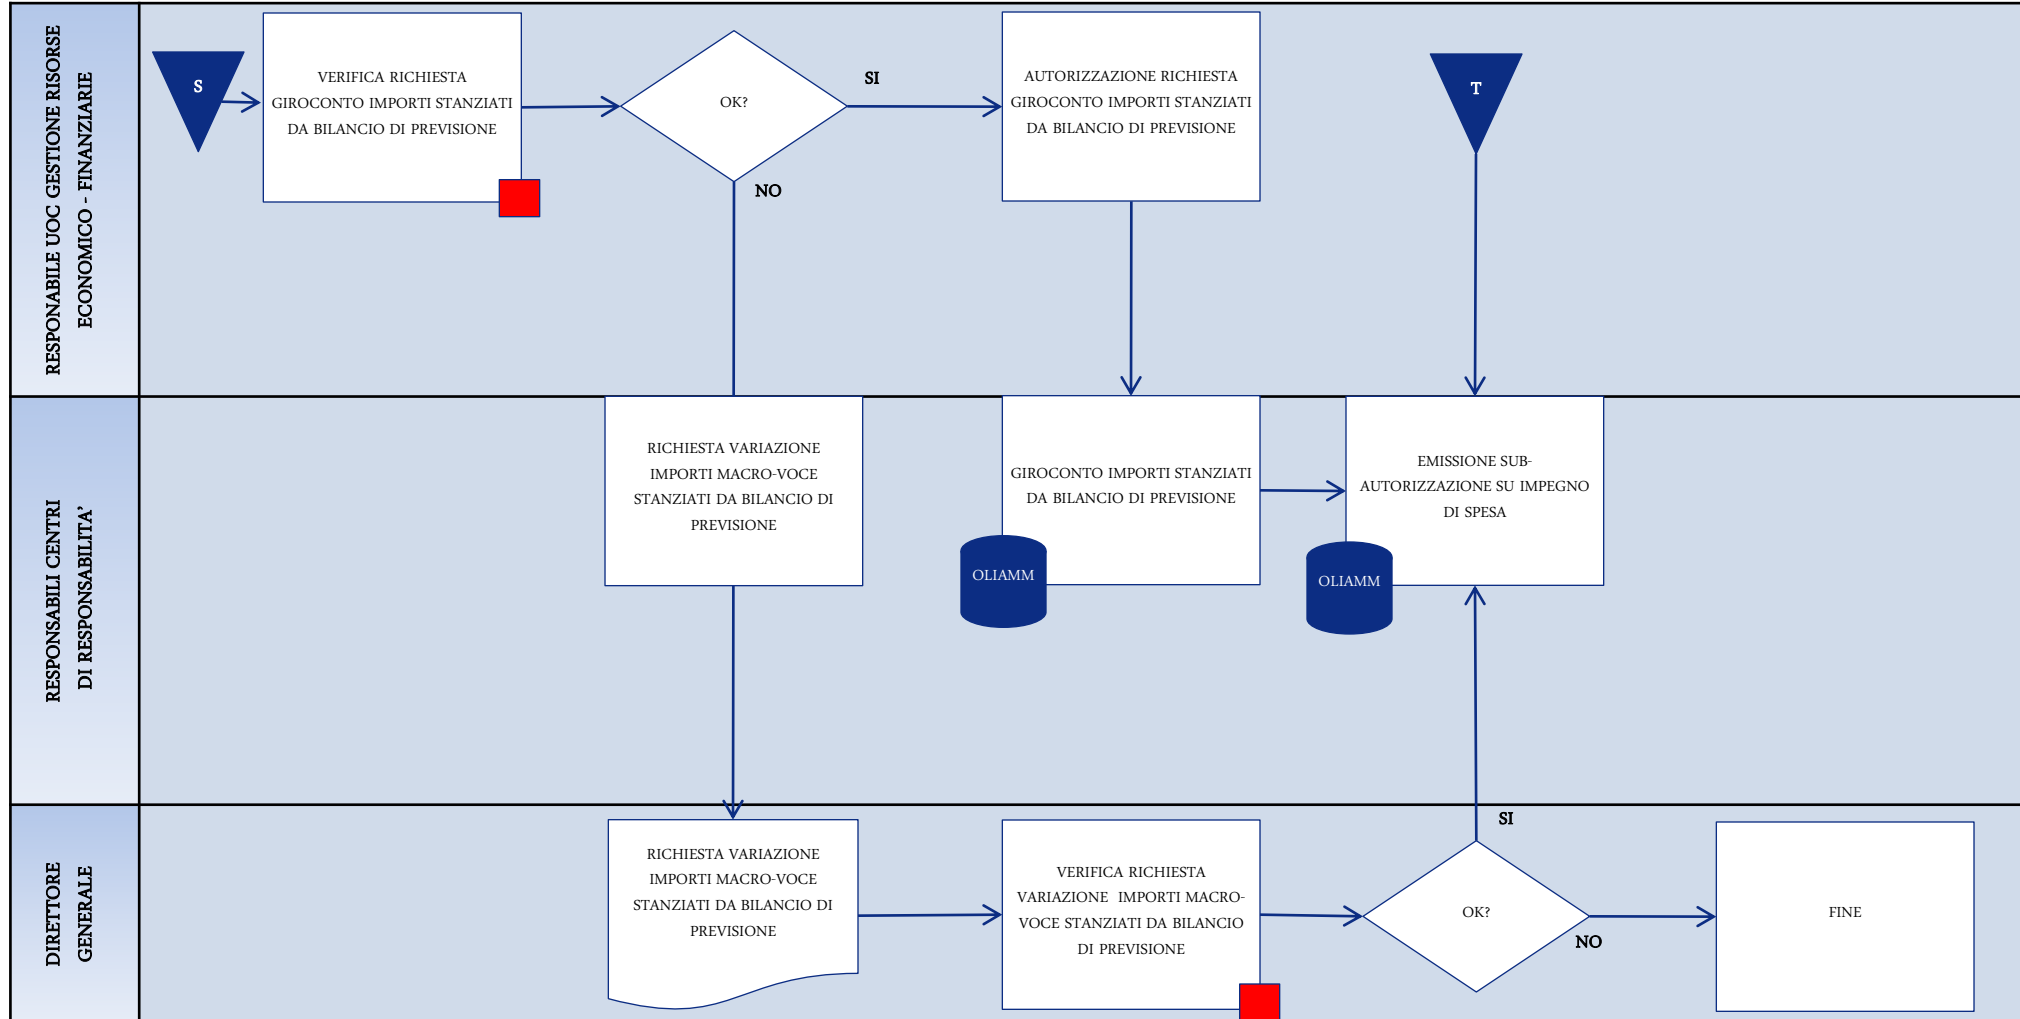 RESPONABILE UOC GESTIONE RISORSE
ECONOMICO - FINANZIARIE
S
VERIFICA RICHIESTA
GIROCONTO IMPORTI STANZIATI
DA BILANCIO DI PREVISIONE
OK?
SI
NO
AUTORIZZAZIONE RICHIESTA
GIROCONTO IMPORTI STANZIATI
DA BILANCIO DI PREVISIONE
T
RESPONSABILI CENTRI
DI RESPONSABILITA’
RICHIESTA VARIAZIONE
IMPORTI MACRO-VOCE
STANZIATI DA BILANCIO DI
PREVISIONE
GIROCONTO IMPORTI STANZIATI
DA BILANCIO DI PREVISIONE
OLIAMM
EMISSIONE SUB-
AUTORIZZAZIONE SU IMPEGNO
DI SPESA
OLIAMM
DIRETTORE
GENERALE
RICHIESTA VARIAZIONE
IMPORTI MACRO-VOCE
STANZIATI DA BILANCIO DI
PREVISIONE
VERIFICA RICHIESTA
VARIAZIONE IMPORTI MACRO-
VOCE STANZIATI DA BILANCIO
DI PREVISIONE
OK?
SI
NO
FINE